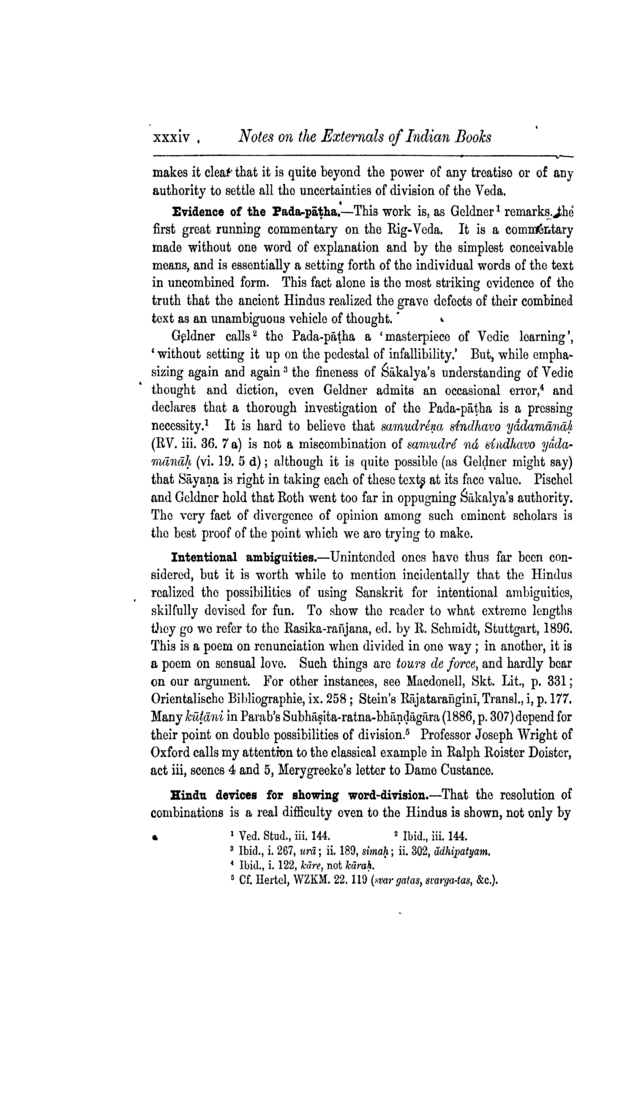 xxxiv . Notes on the Externals of Indian Books
makes it clear that it is quite beyond the power of any treatise or of any
authority to settle all the uncertainties of division of the Veda.
Evidence of the Pada-pāṭha.—This work is, as Geldner¹ remarks, the
first great running commentary on the Rig-Veda. It is a commentary
made without one word of explanation and by the simplest conceivable
means, and is essentially a setting forth of the individual words of the text
in uncombined form. This fact alone is the most striking evidence of the
truth that the ancient Hindus realized the grave defects of their combined
text as an unambiguous vehicle of thought.
Geldner calls² the Pada-pāṭha a ‘masterpiece of Vedic learning’,
‘without setting it up on the pedestal of infallibility.’ But, while empha-
sizing again and again³ the fineness of Śākalya's understanding of Vedic
thought and diction, even Geldner admits an occasional error,⁴ and
declares that a thorough investigation of the Pada-pāṭha is a pressing
necessity.¹ It is hard to believe that samudréṇa síndhavo yā́damānāḥ
(RV. iii. 36. 7 a) is not a miscombination of samudré ná síndhavo yā́da-
mānāḥ (vi. 19. 5 d); although it is quite possible (as Geldner might say)
that Sāyaṇa is right in taking each of these texts at its face value. Pischel
and Geldner hold that Roth went too far in oppugning Śākalya's authority.
The very fact of divergence of opinion among such eminent scholars is
the best proof of the point which we are trying to make.
Intentional ambiguities.—Unintended ones have thus far been con-
sidered, but it is worth while to mention incidentally that the Hindus
realized the possibilities of using Sanskrit for intentional ambiguities,
skilfully devised for fun. To show the reader to what extreme lengths
they go we refer to the Rasika-rañjana, ed. by R. Schmidt, Stuttgart, 1896.
This is a poem on renunciation when divided in one way; in another, it is
a poem on sensual love. Such things are tours de force, and hardly bear
on our argument. For other instances, see Macdonell, Skt. Lit., p. 331;
Orientalische Bibliographie, ix. 258; Stein's Rājataraṅginī, Transl., i, p. 177.
Many kūṭāni in Parab's Subhāṣita-ratna-bhāṇḍāgāra (1886, p. 307) depend for
their point on double possibilities of division.⁵ Professor Joseph Wright of
Oxford calls my attention to the classical example in Ralph Roister Doister,
act iii, scenes 4 and 5, Merygreeke's letter to Dame Custance.
Hindu devices for showing word-division.—That the resolution of
combinations is a real difficulty even to the Hindus is shown, not only by
¹ Ved. Stud., iii. 144. ² Ibid., iii. 144.
³ Ibid., i. 267, urā; ii. 189, simaḥ; ii. 302, ādhipatyam.
⁴ Ibid., i. 122, kāre, not kāraḥ.
⁵ Cf. Hertel, WZKM. 22. 119 (svar gatas, svarga-tas, &c.).